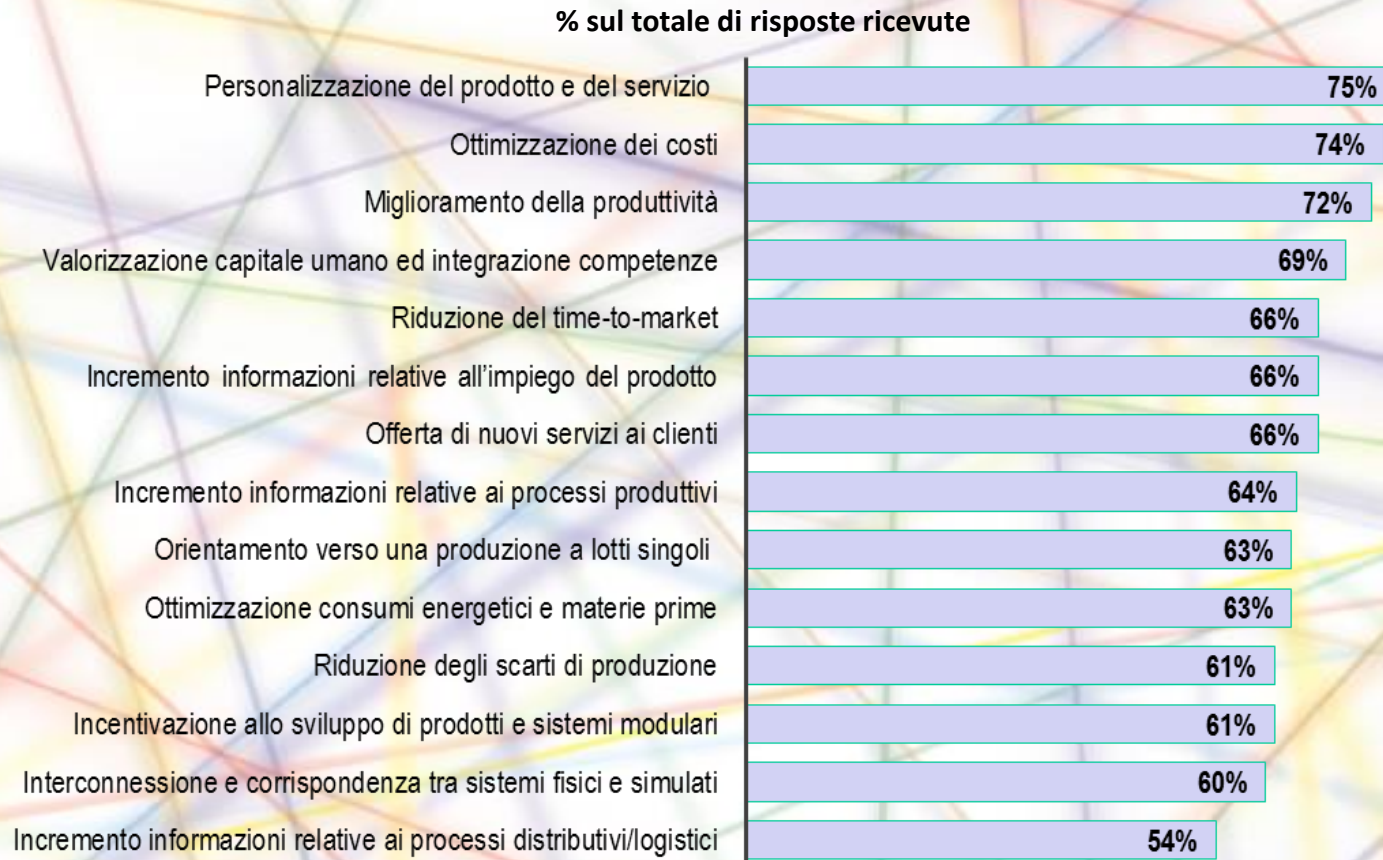 % sul totale di risposte ricevute
Personalizzazione del prodotto e del servizio 75%
Ottimizzazione dei costi 74%
Miglioramento della produttività 72%
Valorizzazione capitale umano ed integrazione competenze 69%
Riduzione del time-to-market 66%
Incremento informazioni relative all'impiego del prodotto 66%
Offerta di nuovi servizi ai clienti 66%
Incremento informazioni relative ai processi produttivi 64%
Orientamento verso una produzione a lotti singoli 63%
Ottimizzazione consumi energetici e materie prime 63%
Riduzione degli scarti di produzione 61%
Incentivazione allo sviluppo di prodotti e sistemi modulari 61%
Interconnessione e corrispondenza tra sistemi fisici e simulati 60%
Incremento informazioni relative ai processi distributivi/logistici 54%